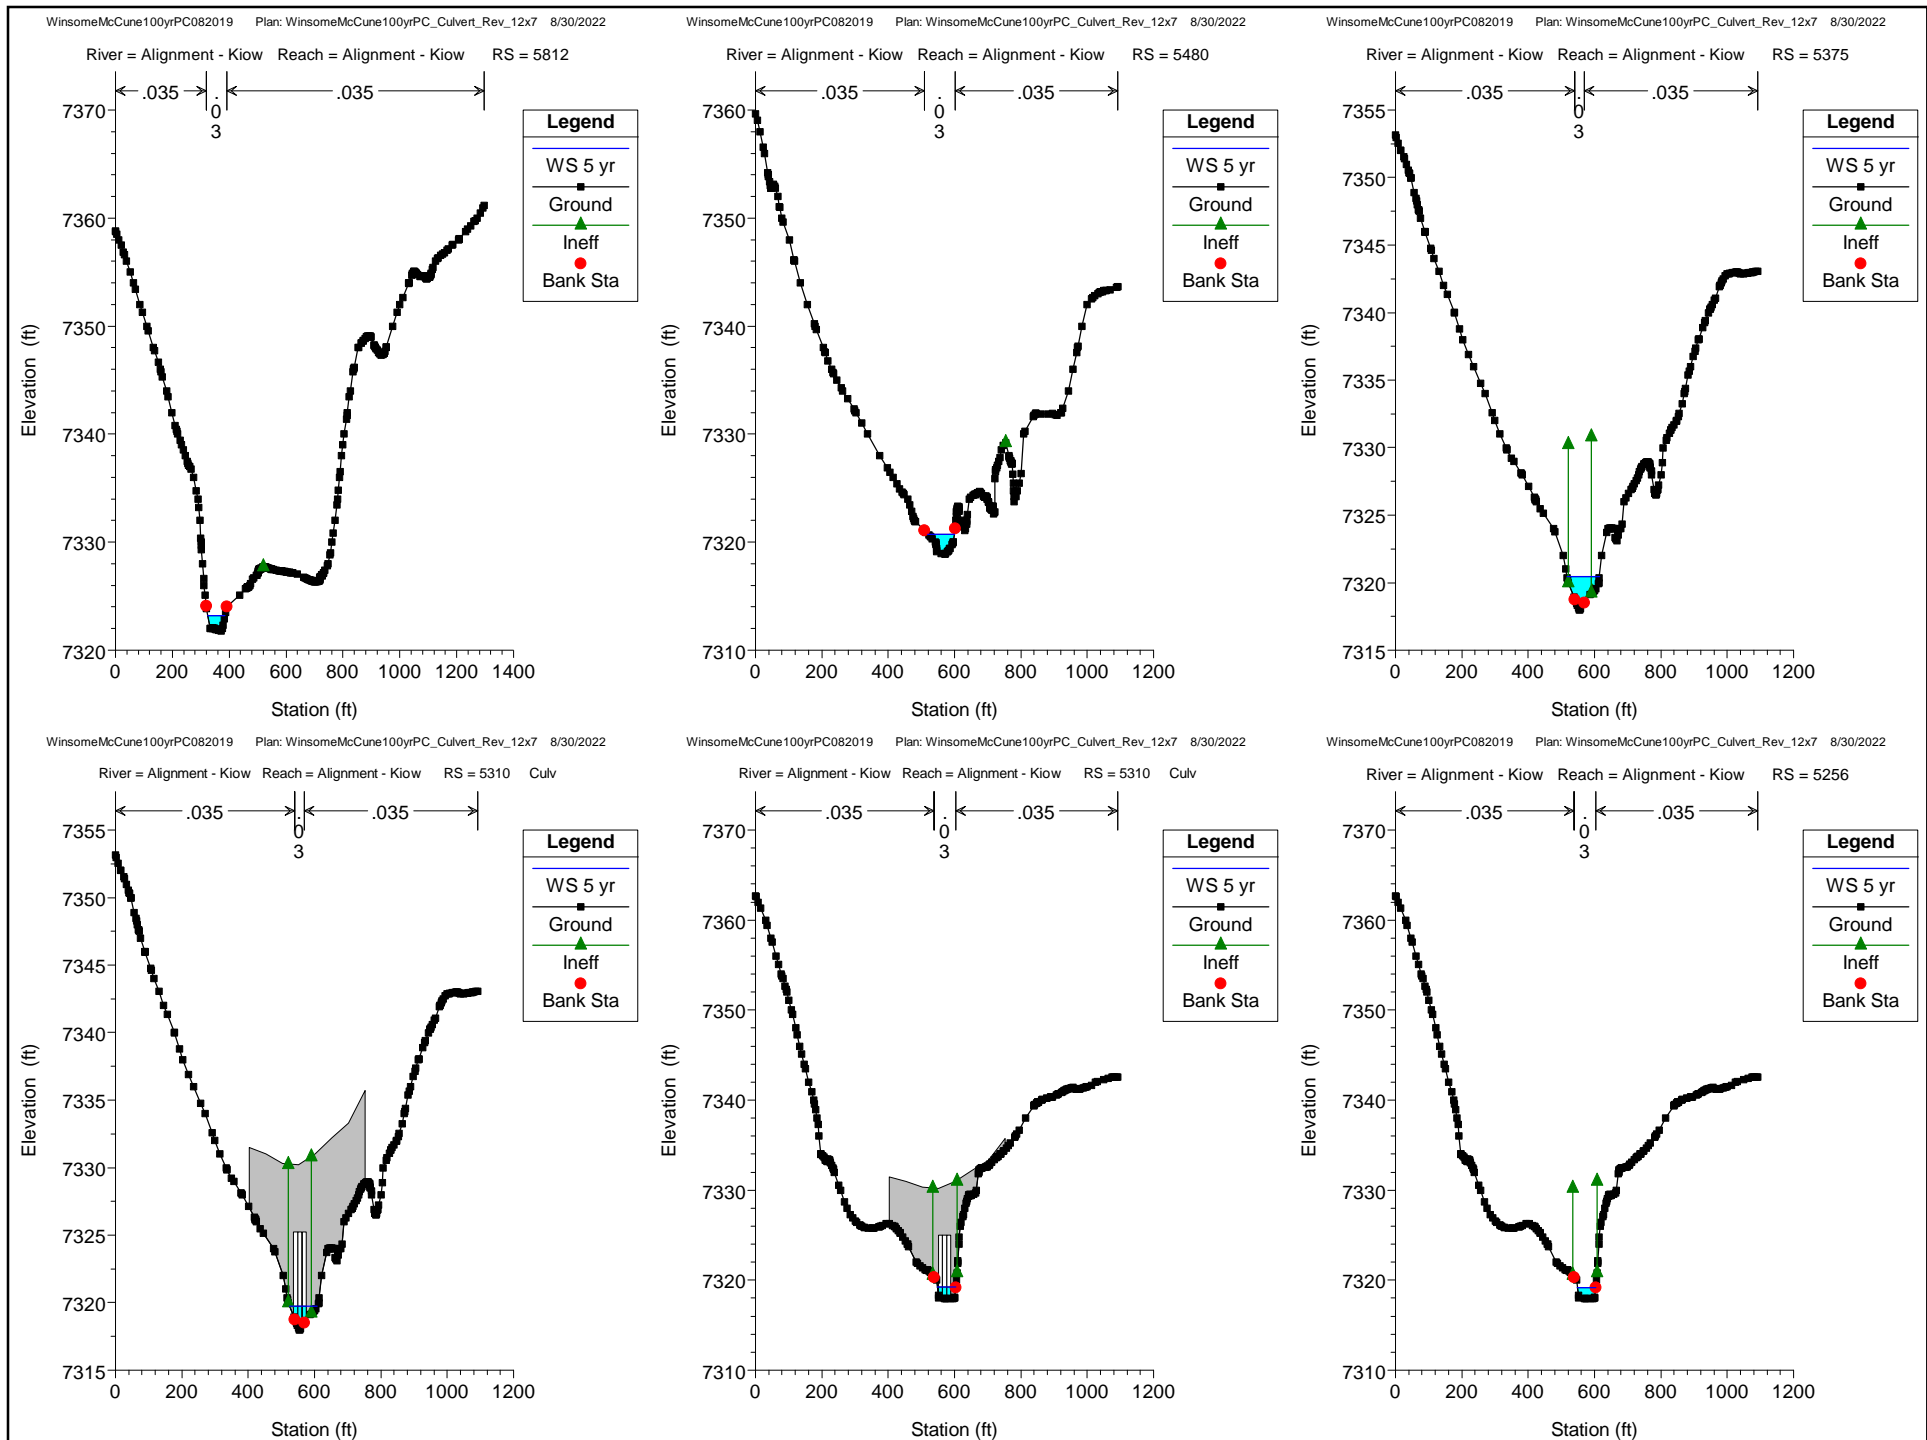 WinsomeMcCune100yrPC082019 Plan: WinsomeMcCune100yrPC_Culvert_Rev_12x7 8/30/2022
River = Alignment - Kiow Reach = Alignment - Kiow RS = 5812
.035
.03
.035
Legend
WS 5 yr
Ground
Ineff
Bank Sta
7370
7360
7350
7340
7330
7320
Elevation (ft)
0 200 400 600 800 1000 1200 1400
Station (ft)
WinsomeMcCune100yrPC082019 Plan: WinsomeMcCune100yrPC_Culvert_Rev_12x7 8/30/2022
River = Alignment - Kiow Reach = Alignment - Kiow RS = 5480
.035
.03
.035
Legend
WS 5 yr
Ground
Ineff
Bank Sta
7360
7350
7340
7330
7320
7310
Elevation (ft)
0 200 400 600 800 1000 1200
Station (ft)
WinsomeMcCune100yrPC082019 Plan: WinsomeMcCune100yrPC_Culvert_Rev_12x7 8/30/2022
River = Alignment - Kiow Reach = Alignment - Kiow RS = 5375
.035
.03
.035
Legend
WS 5 yr
Ground
Ineff
Bank Sta
7355
7350
7345
7340
7335
7330
7325
7320
7315
Elevation (ft)
0 200 400 600 800 1000 1200
Station (ft)
WinsomeMcCune100yrPC082019 Plan: WinsomeMcCune100yrPC_Culvert_Rev_12x7 8/30/2022
River = Alignment - Kiow Reach = Alignment - Kiow RS = 5310 Culv
.035
.03
.035
Legend
WS 5 yr
Ground
Ineff
Bank Sta
7355
7350
7345
7340
7335
7330
7325
7320
7315
Elevation (ft)
0 200 400 600 800 1000 1200
Station (ft)
WinsomeMcCune100yrPC082019 Plan: WinsomeMcCune100yrPC_Culvert_Rev_12x7 8/30/2022
River = Alignment - Kiow Reach = Alignment - Kiow RS = 5310 Culv
.035
.03
.035
Legend
WS 5 yr
Ground
Ineff
Bank Sta
7370
7360
7350
7340
7330
7320
7310
Elevation (ft)
0 200 400 600 800 1000 1200
Station (ft)
WinsomeMcCune100yrPC082019 Plan: WinsomeMcCune100yrPC_Culvert_Rev_12x7 8/30/2022
River = Alignment - Kiow Reach = Alignment - Kiow RS = 5256
.035
.03
.035
Legend
WS 5 yr
Ground
Ineff
Bank Sta
7370
7360
7350
7340
7330
7320
7310
Elevation (ft)
0 200 400 600 800 1000 1200
Station (ft)